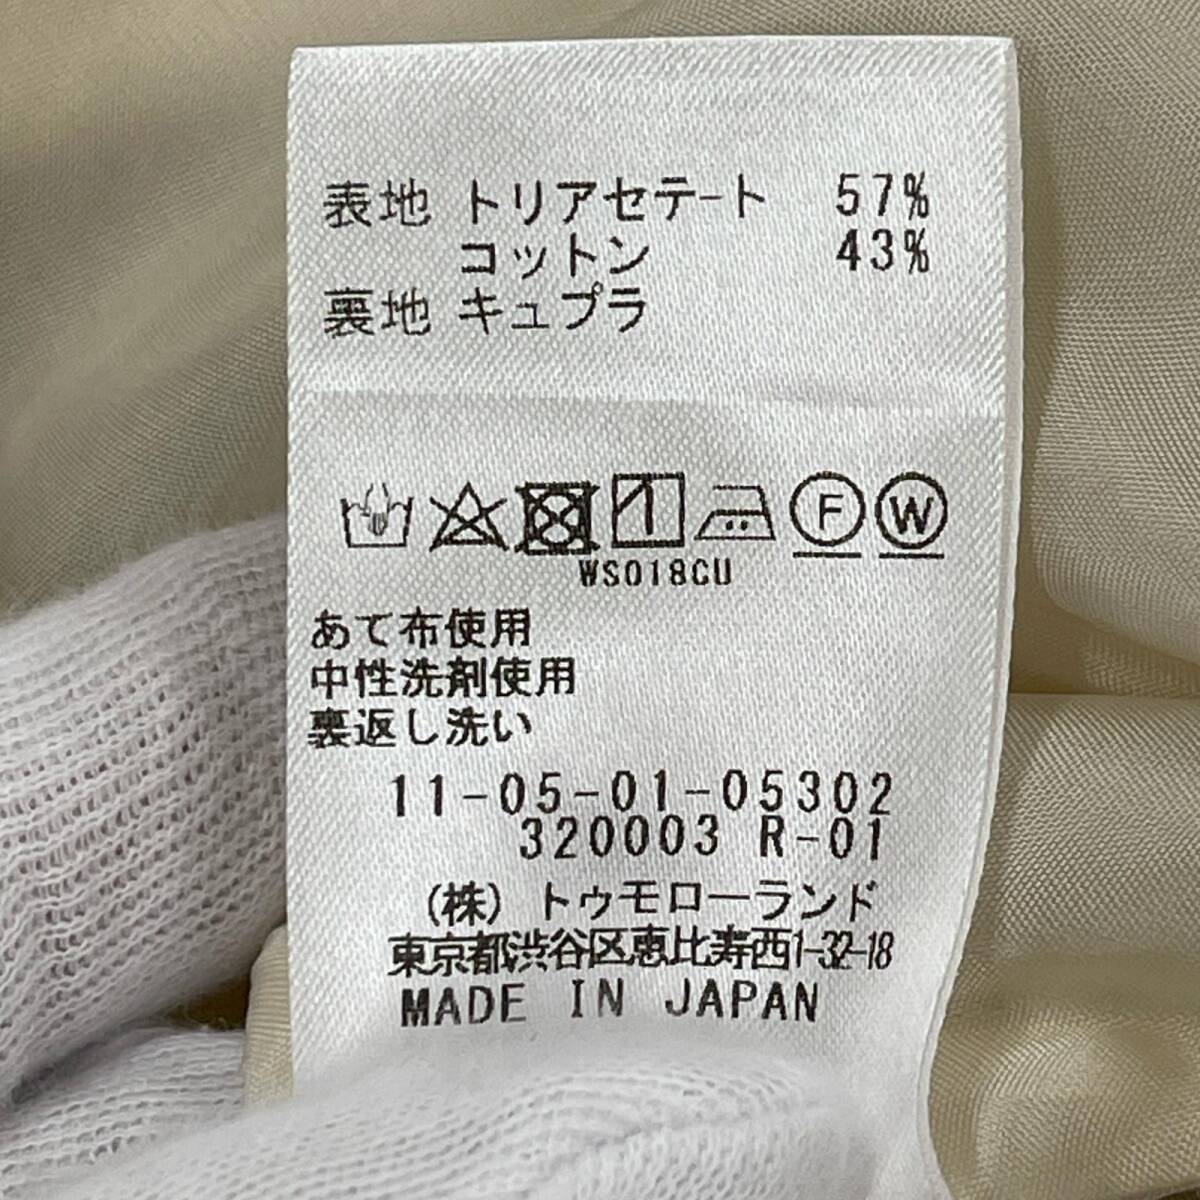 表地 トリアセテート 57%
コットン 43%
裏地 キュプラ
F W
WS018CU
あて布使用
中性洗剤使用
裏返し洗い
11-05-01-05302
320003 R-01
(株) トゥモローランド
東京都渋谷区恵比寿西1-32-18
MADE IN JAPAN